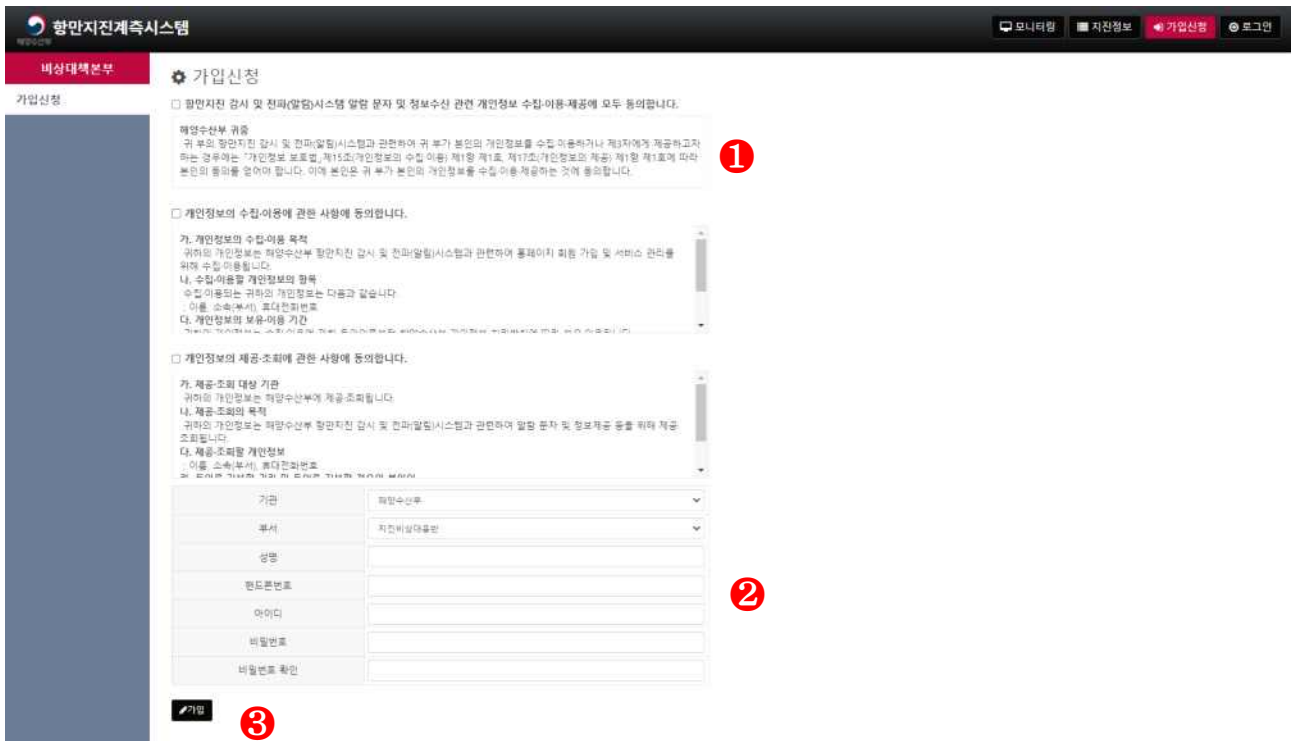 항만지진계측시스템
해양수산부
모니터링
지진정보
가입신청
로그인
비상대책본부
가입신청
가입신청
항만지진 감시 및 전파(알림)시스템 알람 문자 및 정보수신 관련 개인정보 수집·이용·제공에 모두 동의합니다.
해양수산부 귀중
귀 부의 항만지진 감시 및 전파(알림)시스템과 관련하여 귀 부가 본인의 개인정보를 수집·이용하거나 제3자에게 제공하고자
하는 경우에는 「개인정보 보호법」제15조(개인정보의 수집·이용) 제1항 제1호, 제17조(개인정보의 제공) 제1항 제1호에 따라
본인의 동의를 얻어야 합니다. 이에 본인은 귀 부가 본인의 개인정보를 수집·이용·제공하는 것에 동의합니다.
❶
개인정보의 수집·이용에 관한 사항에 동의합니다.
가. 개인정보의 수집·이용 목적
귀하의 개인정보는 해양수산부 항만지진 감시 및 전파(알림)시스템과 관련하여 홈페이지 회원 가입 및 서비스 관리를
위해 수집·이용됩니다.
나. 수집·이용할 개인정보의 항목
수집·이용되는 귀하의 개인정보는 다음과 같습니다
: 이름, 소속(부서), 휴대전화번호
다. 개인정보의 보유·이용 기간
개인정보의 제공·조회에 관한 사항에 동의합니다.
가. 제공·조회 대상 기관
귀하의 개인정보는 해양수산부에 제공·조회됩니다.
나. 제공·조회의 목적
귀하의 개인정보는 해양수산부 항만지진 감시 및 전파(알림)시스템과 관련하여 알람 문자 및 정보제공 등을 위해 제공·
조회됩니다.
다. 제공·조회할 개인정보
: 이름, 소속(부서), 휴대전화번호
기관
해양수산부
부서
지진비상대응반
성명
핸드폰번호
❷
아이디
비밀번호
비밀번호 확인
가입
❸